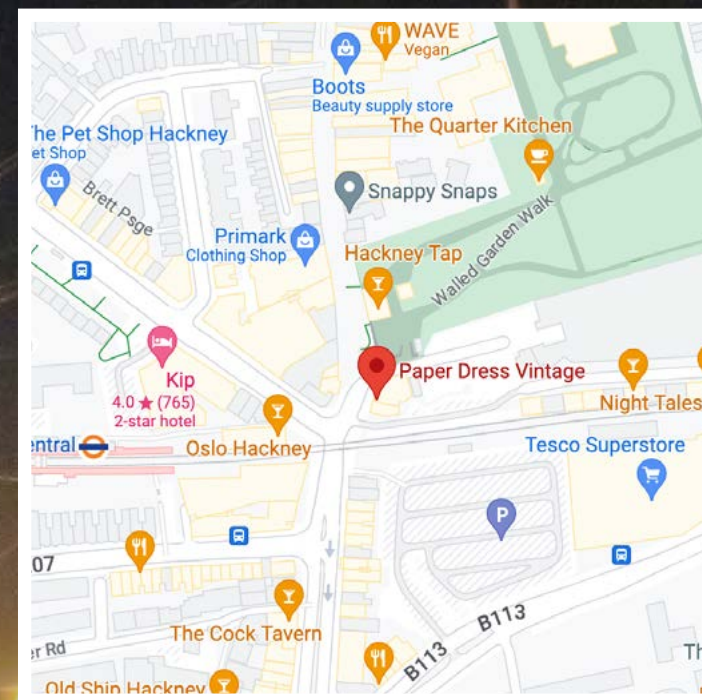 WAVE
Vegan
Boots
Beauty supply store
The Quarter Kitchen
The Pet Shop Hackney
et Shop
Snappy Snaps
Brett Psge
Primark
Clothing Shop
Walled Garden Walk
Hackney Tap
Kip
4.0 ★ (765)
2-star hotel
Paper Dress Vintage
Night Tales
Oslo Hackney
entral
Tesco Superstore
P
07
B113
The Cock Tavern
B113
er Rd
Th
Old Ship Hackney